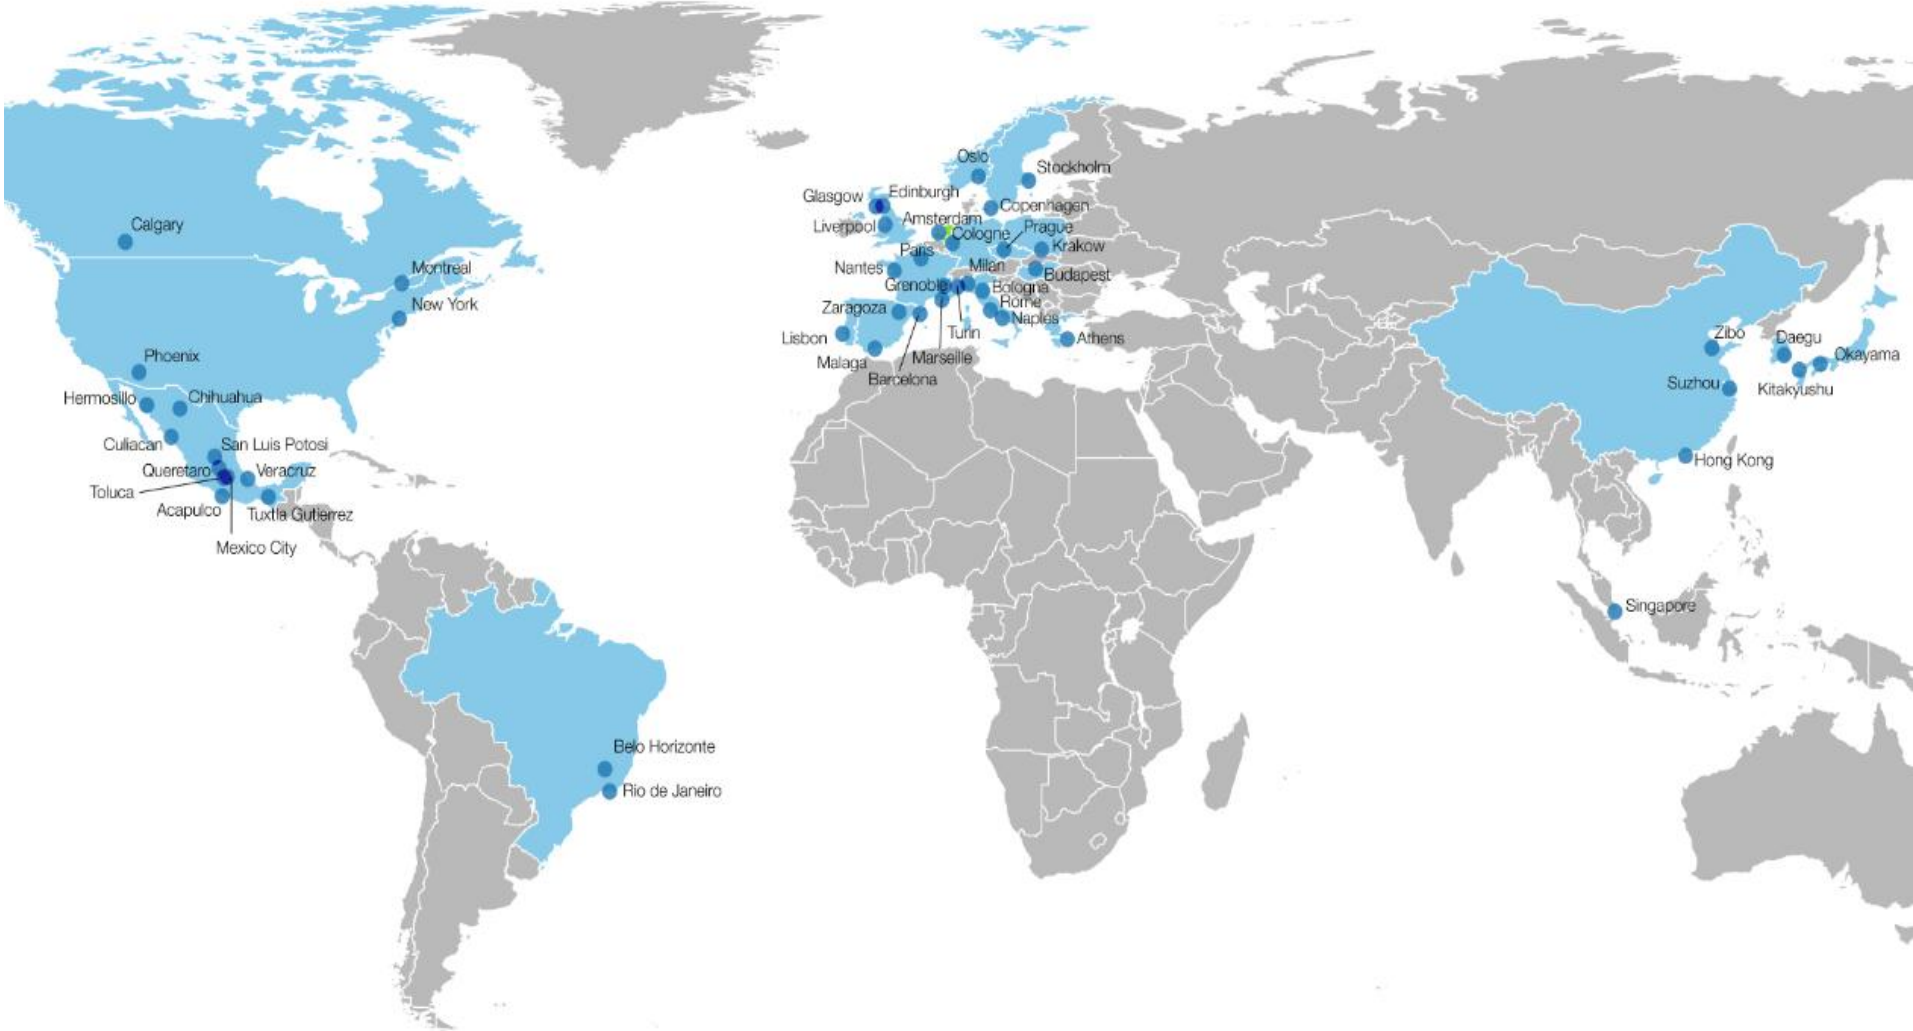 Oslo
Stockholm
Glasgow
Edinburgh
Copenhagen
Calgary
Liverpool
Amsterdam
Cologne
Prague
Paris
Krakow
Montreal
Nantes
Milan
Budapest
Grenoble
Bologna
New York
Zaragoza
Rome
Naples
Lisbon
Turin
Athens
Zibo
Daegu
Phoenix
Malaga
Marseille
Okayama
Barcelona
Suzhou
Kitakyushu
Hermosillo
Chihuahua
Culiacan
San Luis Potosi
Queretaro
Veracruz
Hong Kong
Toluca
Acapulco
Tuxtla Gutierrez
Mexico City
Singapore
Belo Horizonte
Rio de Janeiro